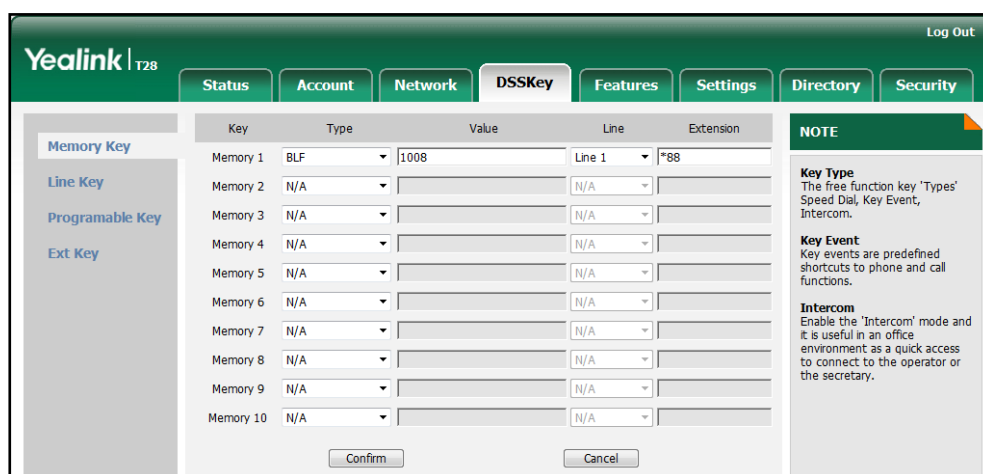 Log Out
Yealink T28
Status Account Network DSSKey Features Settings Directory Security
Memory Key
Line Key
Programable Key
Ext Key
Key Type Value Line Extension
Memory 1 BLF 1008 Line 1 *88
Memory 2 N/A N/A
Memory 3 N/A N/A
Memory 4 N/A N/A
Memory 5 N/A N/A
Memory 6 N/A N/A
Memory 7 N/A N/A
Memory 8 N/A N/A
Memory 9 N/A N/A
Memory 10 N/A N/A
Confirm Cancel
NOTE
Key Type
The free function key 'Types'
Speed Dial, Key Event,
Intercom.
Key Event
Key events are predefined
shortcuts to phone and call
functions.
Intercom
Enable the 'Intercom' mode and
it is useful in an office
environment as a quick access
to connect to the operator or
the secretary.